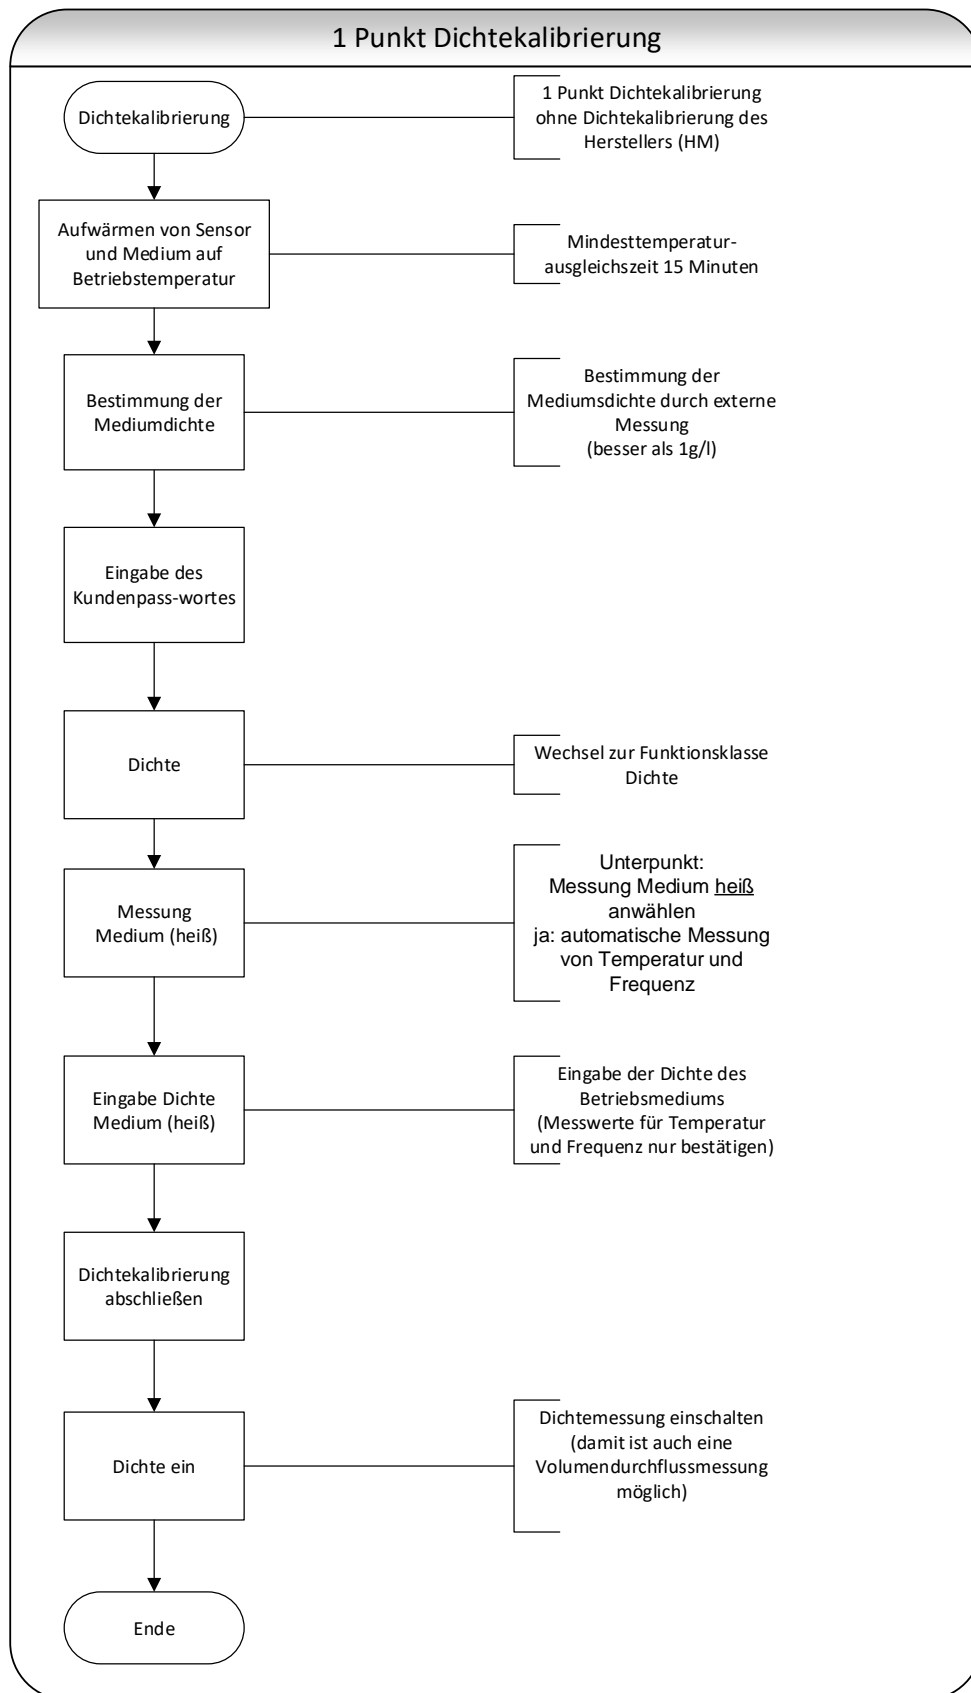 1 Punkt Dichtekalibrierung
Dichtekalibrierung
1 Punkt Dichtekalibrierung
ohne Dichtekalibrierung des
Herstellers (HM)
Aufwärmen von Sensor
und Medium auf
Betriebstemperatur
Mindesttemperatur-
ausgleichszeit 15 Minuten
Bestimmung der
Mediumdichte
Bestimmung der
Mediumsdichte durch externe
Messung
(besser als 1g/l)
Eingabe des
Kundenpass-wortes
Dichte
Wechsel zur Funktionsklasse
Dichte
Messung
Medium (heiß)
Unterpunkt:
Messung Medium heiß
anwählen
ja: automatische Messung
von Temperatur und
Frequenz
Eingabe Dichte
Medium (heiß)
Eingabe der Dichte des
Betriebsmediums
(Messwerte für Temperatur
und Frequenz nur bestätigen)
Dichtekalibrierung
abschließen
Dichte ein
Dichtemessung einschalten
(damit ist auch eine
Volumendurchflussmessung
möglich)
Ende